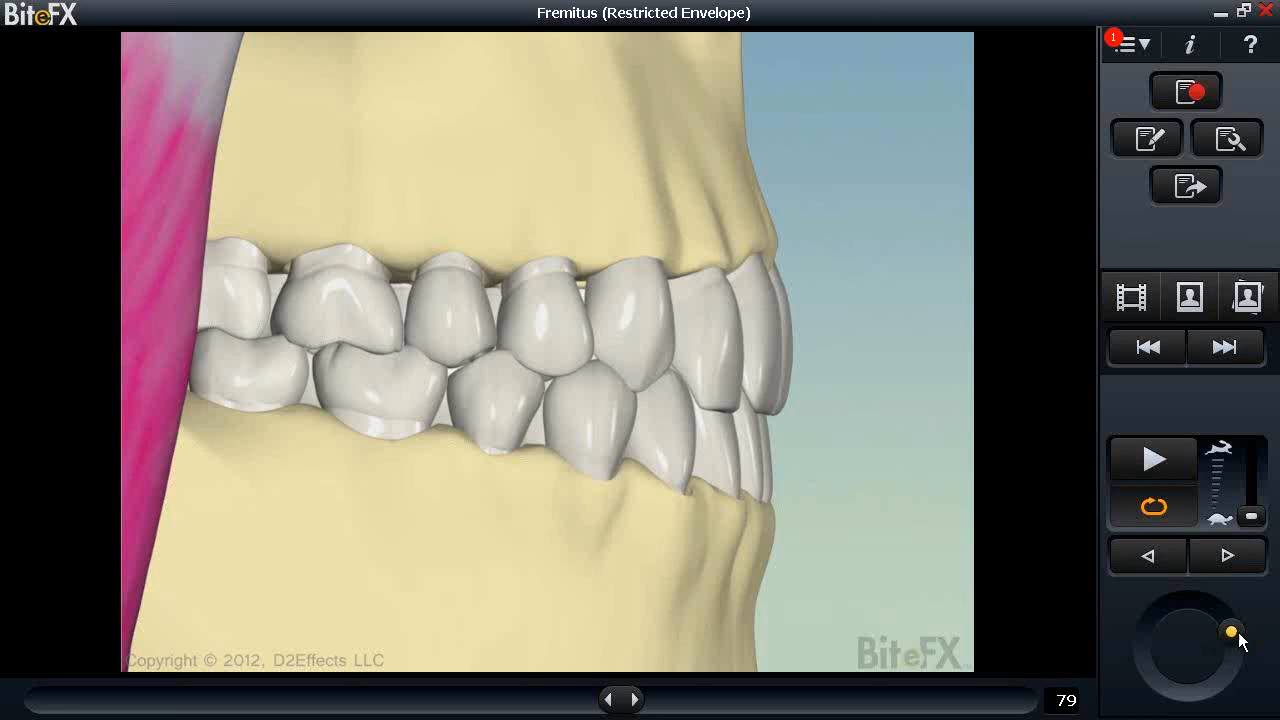 BiteFX
Fremitus (Restricted Envelope)
1
i
?
Copyright © 2012, D2Effects LLC
BiteFX
79